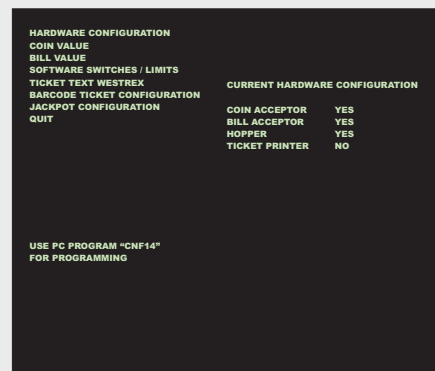 HARDWARE CONFIGURATION
COIN VALUE
BILL VALUE
SOFTWARE SWITCHES / LIMITS
TICKET TEXT WESTREX
BARCODE TICKET CONFIGURATION
JACKPOT CONFIGURATION
QUIT
CURRENT HARDWARE CONFIGURATION
COIN ACCEPTOR YES
BILL ACCEPTOR YES
HOPPER YES
TICKET PRINTER NO
USE PC PROGRAM “CNF14”
FOR PROGRAMMING